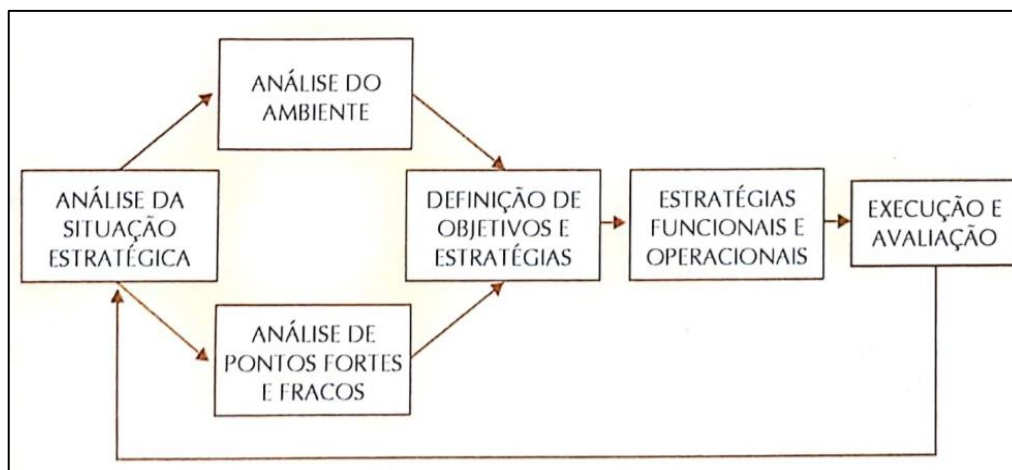 ANÁLISE DO
AMBIENTE
ANÁLISE DA
SITUAÇÃO
ESTRATÉGICA
DEFINIÇÃO DE
OBJETIVOS E
ESTRATÉGIAS
ESTRATÉGIAS
FUNCIONAIS E
OPERACIONAIS
EXECUÇÃO E
AVALIAÇÃO
ANÁLISE DE
PONTOS FORTES
E FRACOS